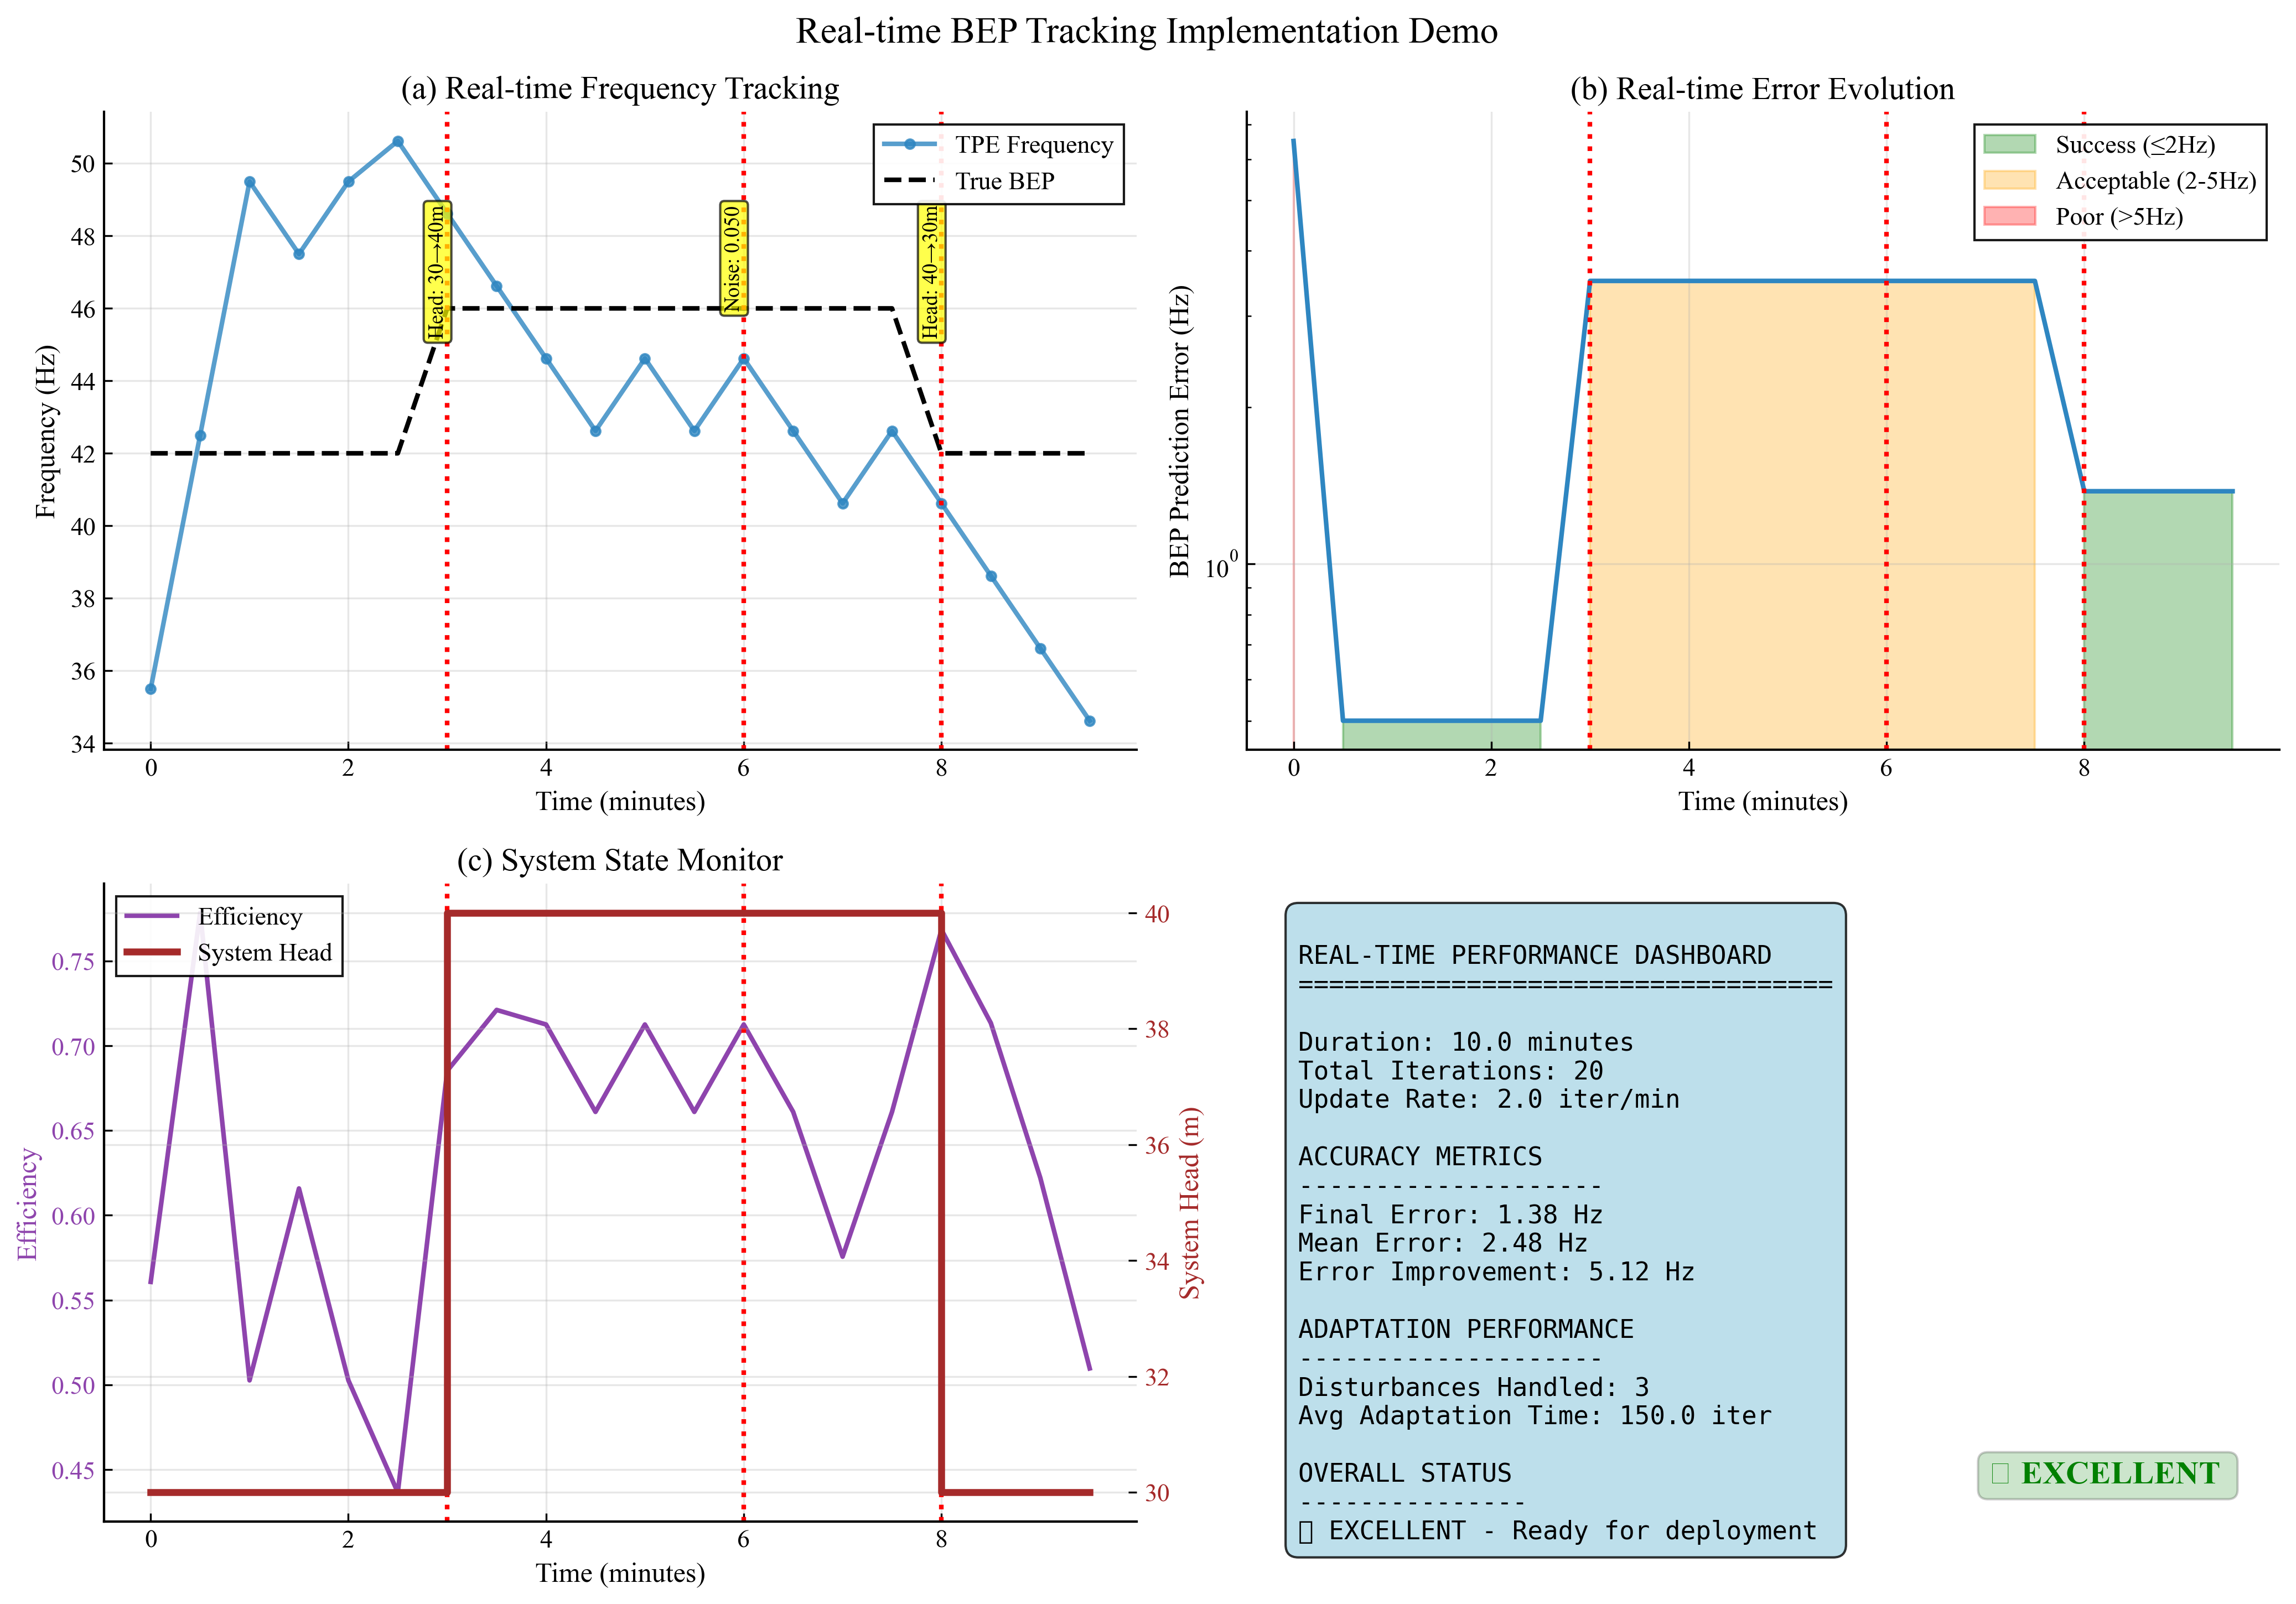 Real-time BEP Tracking Implementation Demo
(a) Real-time Frequency Tracking
TPE Frequency
True BEP
Head: 30→40m
Noise: 0.050
Head: 40→30m
Frequency (Hz)
50
48
46
44
42
40
38
36
34
0 2 4 6 8
Time (minutes)
(b) Real-time Error Evolution
Success (≤2Hz)
Acceptable (2-5Hz)
Poor (>5Hz)
BEP Prediction Error (Hz)
10⁰
0 2 4 6 8
Time (minutes)
(c) System State Monitor
Efficiency
System Head
Efficiency
0.75
0.70
0.65
0.60
0.55
0.50
0.45
40
38
36
34
32
30
System Head (m)
0 2 4 6 8
Time (minutes)
REAL-TIME PERFORMANCE DASHBOARD
===================================
Duration: 10.0 minutes
Total Iterations: 20
Update Rate: 2.0 iter/min
ACCURACY METRICS
--------------------
Final Error: 1.38 Hz
Mean Error: 2.48 Hz
Error Improvement: 5.12 Hz
ADAPTATION PERFORMANCE
--------------------
Disturbances Handled: 3
Avg Adaptation Time: 150.0 iter
OVERALL STATUS
---------------
EXCELLENT - Ready for deployment
EXCELLENT